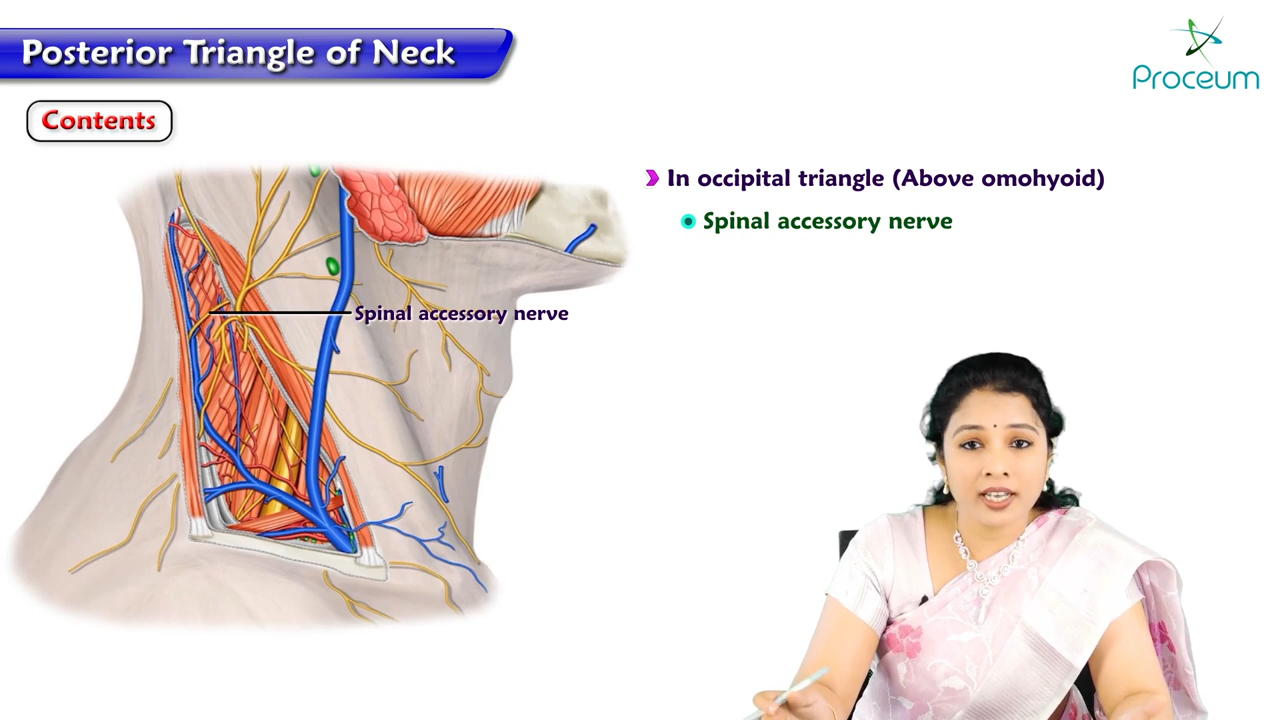 Posterior Triangle of Neck
Proceum
Contents
In occipital triangle (Above omohyoid)
Spinal accessory nerve
Spinal accessory nerve